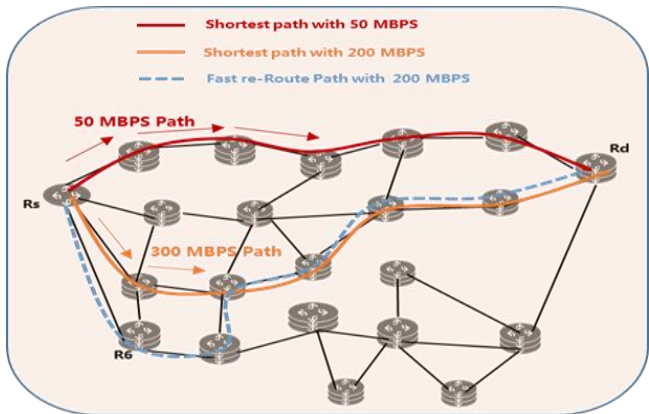 Shortest path with 50 MBPS
Shortest path with 200 MBPS
Fast re-Route Path with 200 MBPS
50 MBPS Path
Rd
Rs
300 MBPS Path
R6